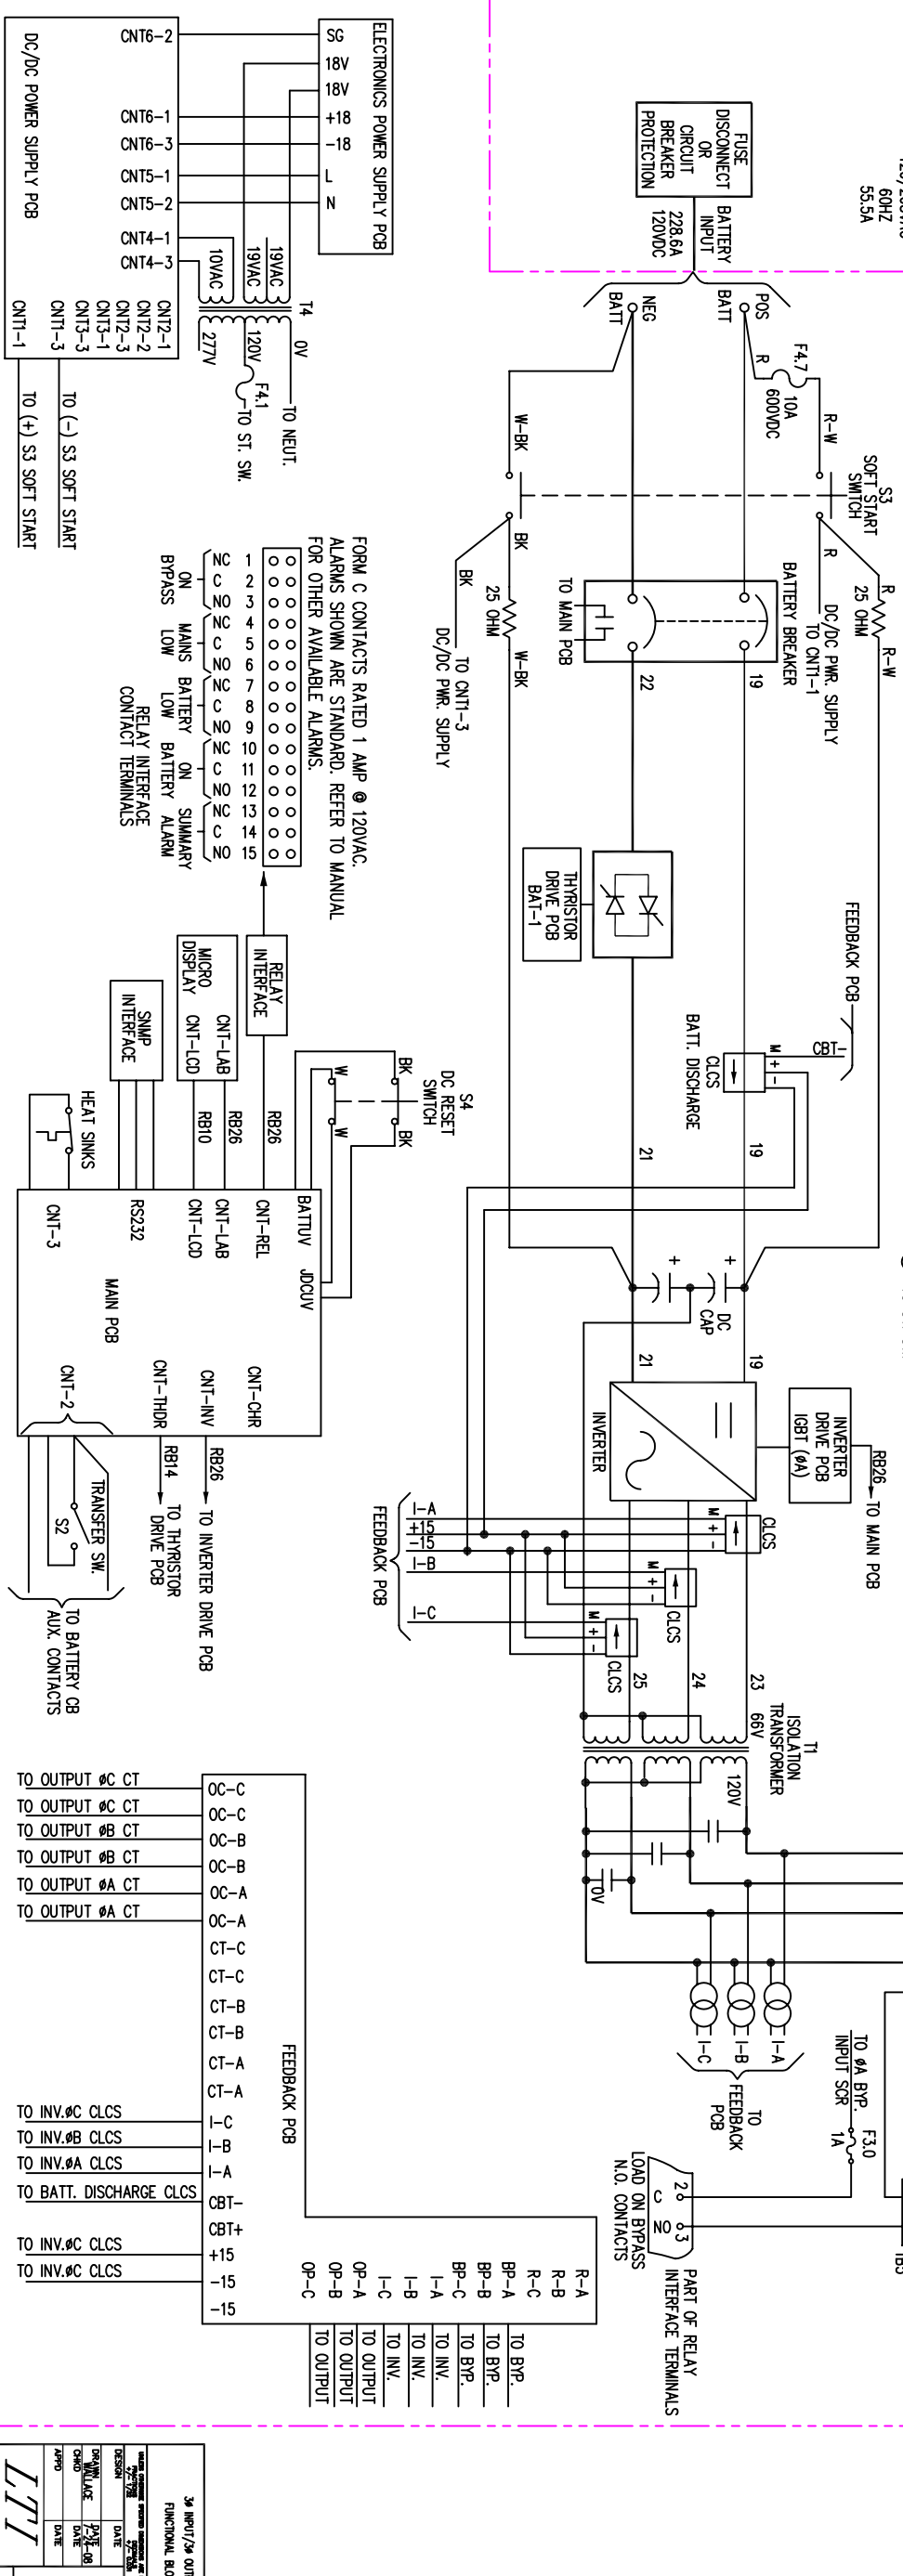 60HZ
55.5A
FUSE
DISCONNECT
OR
CIRCUIT
BREAKER
PROTECTION
BATTERY
INPUT
228.6A
120VDC
POS
BATT
NEG
BATT
R
F4.7
10A
600VDC
R-W
W-BK
S3
SOFT START
SWITCH
R
BK
BK
R
25 OHM
R-W
25 OHM
W-BK
DC/DC PWR. SUPPLY
TO CNT1-1
TO CNT1-3
DC/DC PWR. SUPPLY
BATTERY BREAKER
TO MAIN PCB
19
22
THYRISTOR
DRIVE PCB
BAT-1
FEEDBACK PCB
CBT-
M
+
-
CLCS
BATT. DISCHARGE
19
21
+
+
DC
CAP
19
21
INVERTER
INVERTER
DRIVE PCB
IGBT (øA)
RB26
TO MAIN PCB
CLCS
M
+
-
CLCS
M
+
-
CLCS
M
+
-
I-A
+15
-15
I-B
I-C
FEEDBACK PCB
23
24
25
T1
ISOLATION
TRANSFORMER
66V
120V
0V
I-A
I-B
I-C
TO
FEEDBACK
PCB
TO øA BYP.
INPUT SCR
F3.0
1A
2
C
NO
3
LOAD ON BYPASS
N.O. CONTACTS
PART OF RELAY
INTERFACE TERMINALS
TB5
ELECTRONICS POWER SUPPLY PCB
SG
18V
18V
+18
-18
L
N
CNT6-2
CNT6-1
CNT6-3
CNT5-1
CNT5-2
CNT4-1
CNT4-3
DC/DC POWER SUPPLY PCB
CNT2-1
CNT2-2
CNT2-3
CNT3-1
CNT3-3
CNT1-3
CNT1-1
TO (-) S3 SOFT START
TO (+) S3 SOFT START
19VAC
19VAC
10VAC
T4
0V
120V
277V
F4.1
TO NEUT.
TO ST. SW.
FORM C CONTACTS RATED 1 AMP @ 120VAC.
ALARMS SHOWN ARE STANDARD. REFER TO MANUAL
FOR OTHER AVAILABLE ALARMS.
1
2
3
4
5
6
7
8
9
10
11
12
13
14
15
NC
C
NO
NC
C
NO
NC
C
NO
NC
C
NO
NC
C
NO
ON
BYPASS
MAINS
LOW
BATTERY
LOW
ON
BATTERY
SUMMARY
ALARM
RELAY INTERFACE
CONTACT TERMINALS
RELAY
INTERFACE
RB26
MICRO
DISPLAY
CNT-LAB
CNT-LCD
RB26
RB10
SNMP
INTERFACE
HEAT SINKS
S4
DC RESET
SWITCH
BK
W
BK
W
BATTUV
JDCUV
CNT-REL
CNT-LAB
CNT-LCD
RS232
CNT-3
MAIN PCB
CNT-CHR
CNT-INV
CNT-THDR
CNT-2
RB26
TO INVERTER DRIVE PCB
RB14
TO THYRISTOR
DRIVE PCB
TRANSFER SW.
S2
TO BATTERY CB
AUX. CONTACTS
TO OUTPUT øC CT
TO OUTPUT øC CT
TO OUTPUT øB CT
TO OUTPUT øB CT
TO OUTPUT øA CT
TO OUTPUT øA CT
TO INV.øC CLCS
TO INV.øB CLCS
TO INV.øA CLCS
TO BATT. DISCHARGE CLCS
TO INV.øC CLCS
TO INV.øC CLCS
OC-C
OC-C
OC-B
OC-B
OC-A
OC-A
CT-C
CT-C
CT-B
CT-B
CT-A
CT-A
I-C
I-B
I-A
CBT-
CBT+
+15
-15
-15
FEEDBACK PCB
R-A
R-B
R-C
BP-A
BP-B
BP-C
I-A
I-B
I-C
OP-A
OP-B
OP-C
TO BYP.
TO BYP.
TO BYP.
TO INV.
TO INV.
TO INV.
TO OUTPUT
TO OUTPUT
TO OUTPUT
DESIGN
DATE
DRAWN
WALLACE
DATE
7-24-08
CHKD
DATE
APPD
DATE
LTI